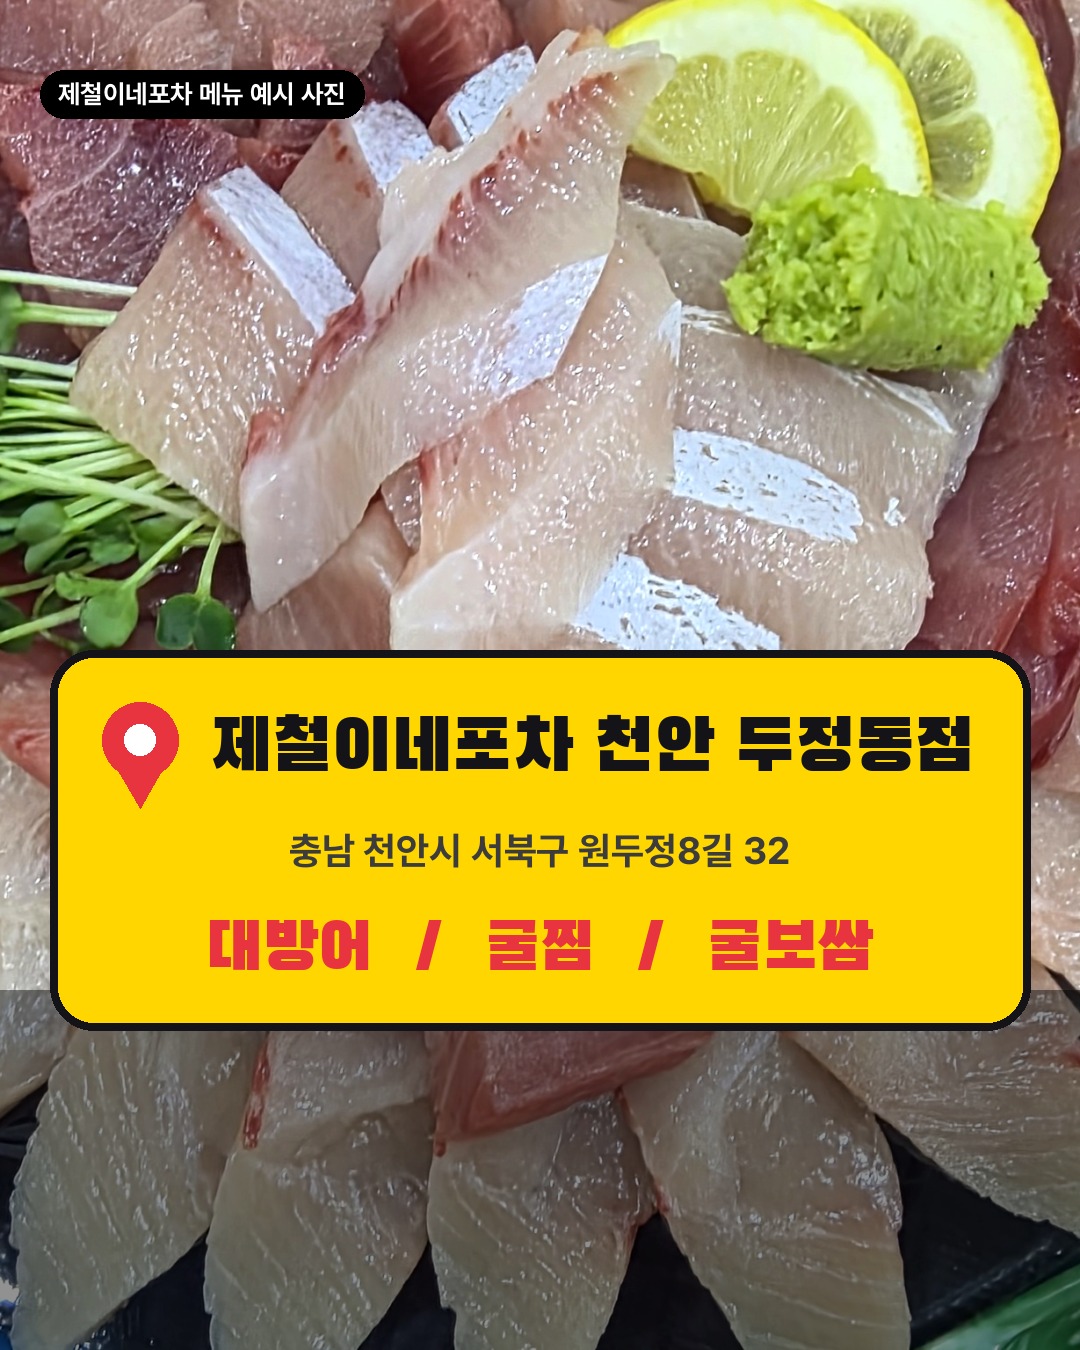 제철이네포차 메뉴 예시 사진
제철이네포차 천안 두정동점
충남 천안시 서북구 원두정8길 32
대방어 / 굴찜 / 굴보쌈